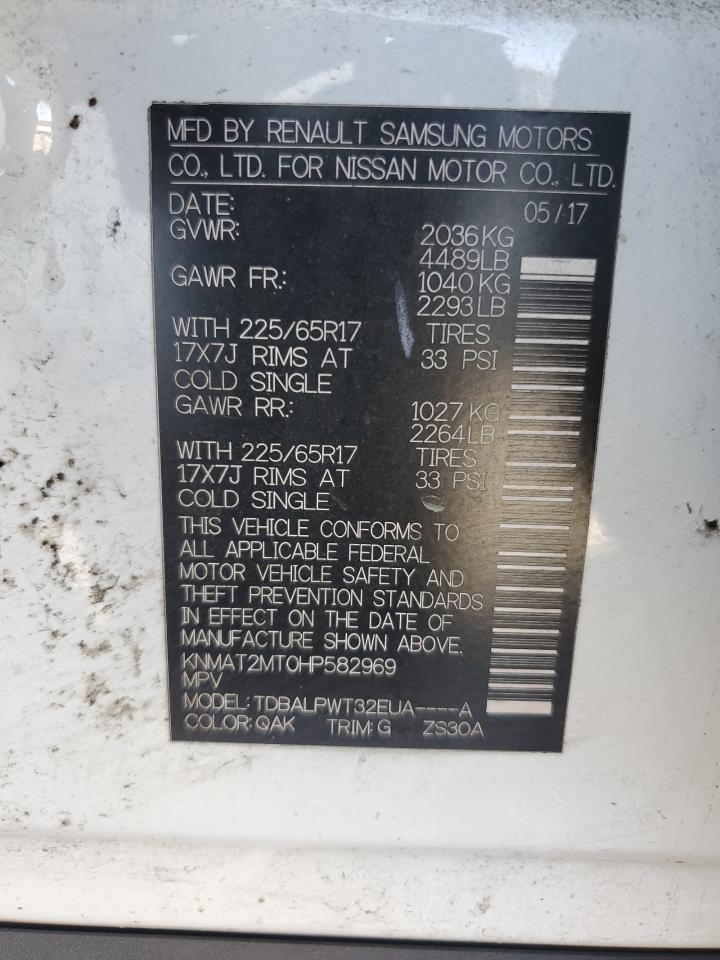 MFD BY RENAULT SAMSUNG MOTORS
CO., LTD. FOR NISSAN MOTOR CO., LTD.
DATE: 05/17
GVWR: 2036KG
4489LB
GAWR FR.: 1040KG
2293LB
WITH 225/65R17 TIRES
17X7J RIMS AT 33 PSI
COLD SINGLE
GAWR RR.: 1027KG
2264LB
WITH 225/65R17 TIRES
17X7J RIMS AT 33 PSI
COLD SINGLE
THIS VEHICLE CONFORMS TO
ALL APPLICABLE FEDERAL
MOTOR VEHICLE SAFETY AND
THEFT PREVENTION STANDARDS
IN EFFECT ON THE DATE OF
MANUFACTURE SHOWN ABOVE.
KNMAT2MT0HP582969
MPV
MODEL: TDBALPWT32EUA----A
COLOR: QAK TRIM: G ZS30A